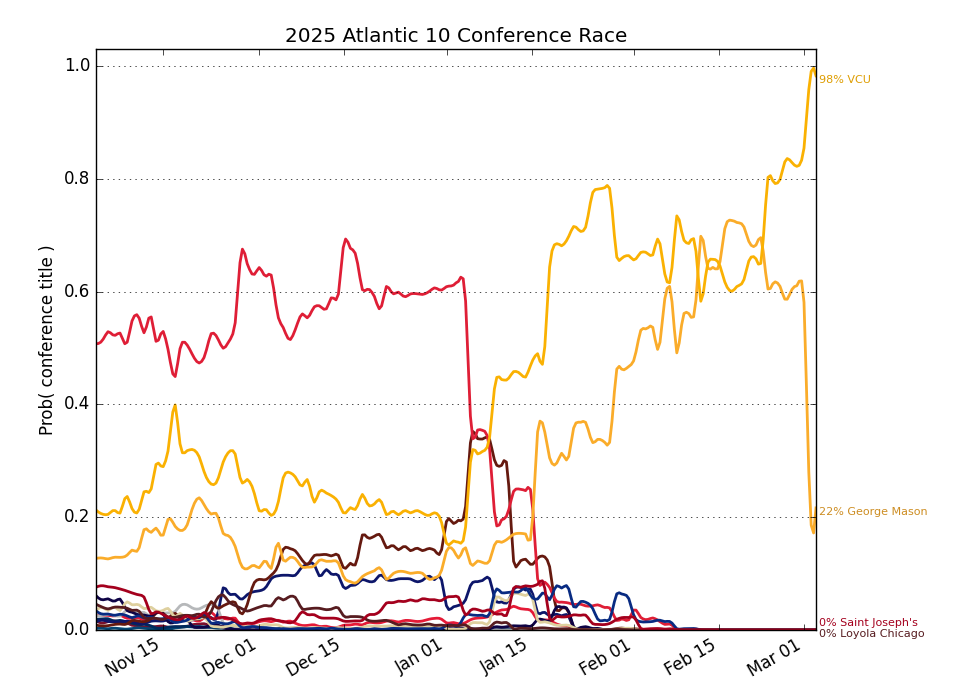 2025 Atlantic 10 Conference Race
Prob( conference title )
1.0
0.8
0.6
0.4
0.2
0.0
98% VCU
22% George Mason
0% Saint Joseph's
0% Loyola Chicago
Nov 15
Dec 01
Dec 15
Jan 01
Jan 15
Feb 01
Feb 15
Mar 01